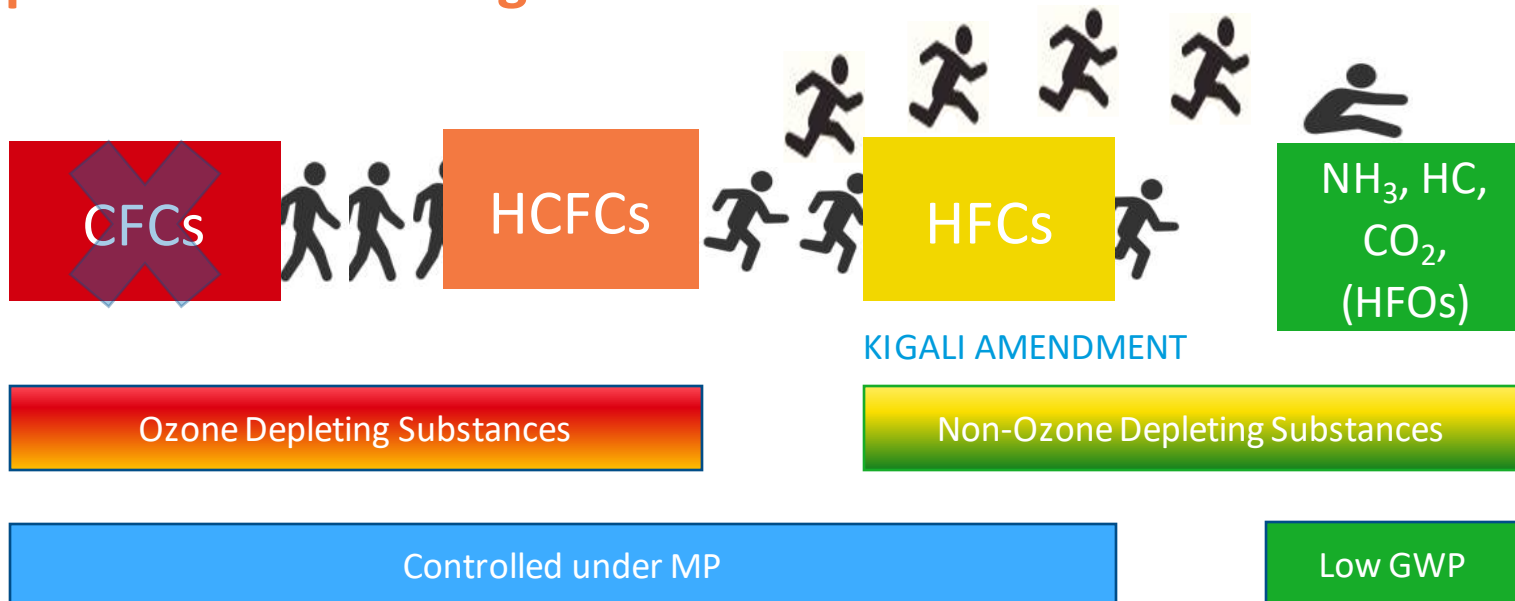 CFCs
HCFCs
HFCs
NH₃, HC,
CO₂,
(HFOs)
KIGALI AMENDMENT
Ozone Depleting Substances
Non-Ozone Depleting Substances
Controlled under MP
Low GWP